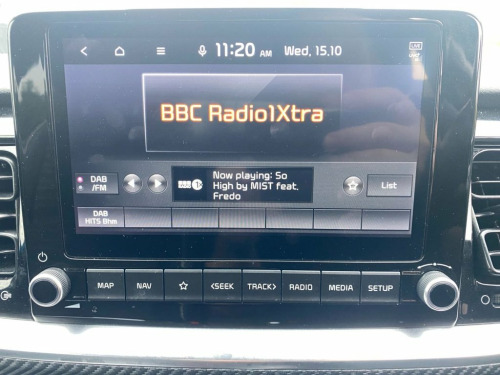 11:20 AM Wed, 15.10 LIVE
BBC Radio1Xtra
DAB
/FM
Now playing: So
High by MIST feat.
Fredo
List
DAB
HITS Bhm
MAP NAV <SEEK TRACK> RADIO MEDIA SETUP